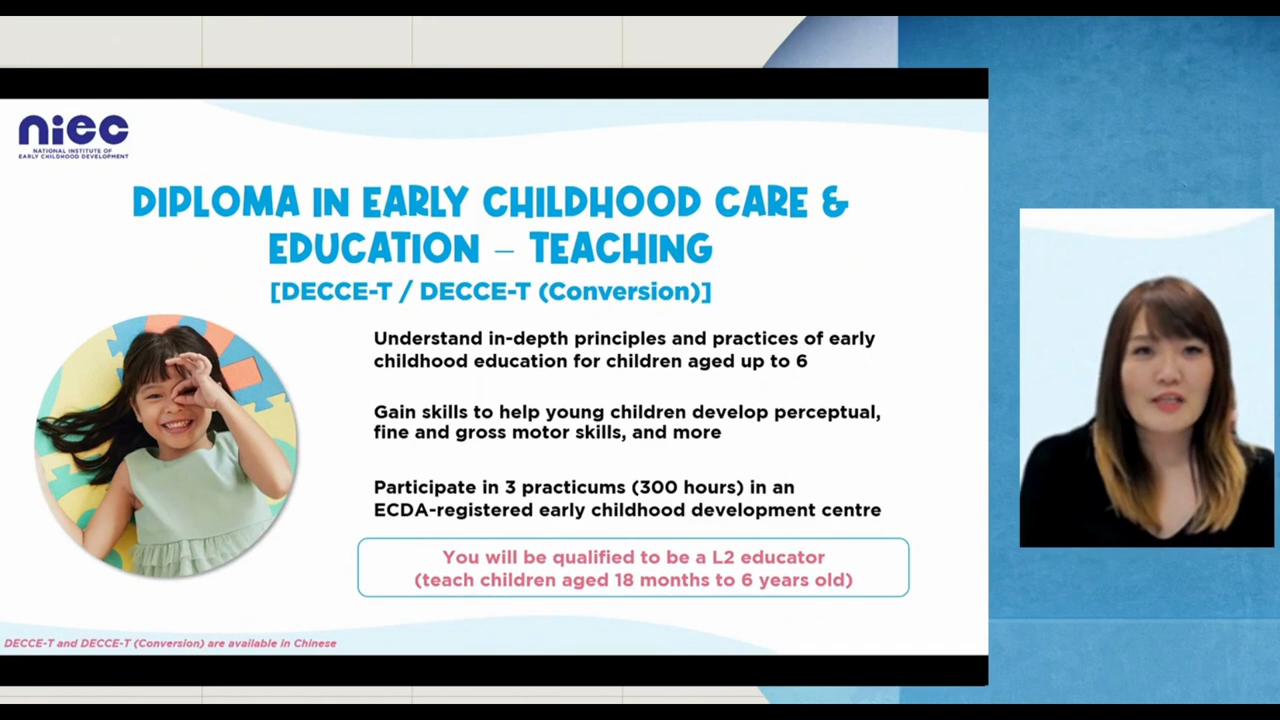 niec
NATIONAL INSTITUTE OF
EARLY CHILDHOOD DEVELOPMENT
DIPLOMA IN EARLY CHILDHOOD CARE &
EDUCATION – TEACHING
[DECCE-T / DECCE-T (Conversion)]
Understand in-depth principles and practices of early
childhood education for children aged up to 6
Gain skills to help young children develop perceptual,
fine and gross motor skills, and more
Participate in 3 practicums (300 hours) in an
ECDA-registered early childhood development centre
You will be qualified to be a L2 educator
(teach children aged 18 months to 6 years old)
DECCE-T and DECCE-T (Conversion) are available in Chinese